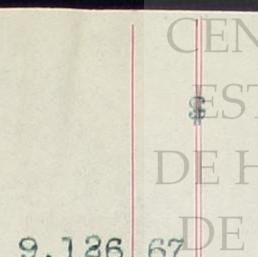 CEN
$
EST
DE H
9.126 67
DE